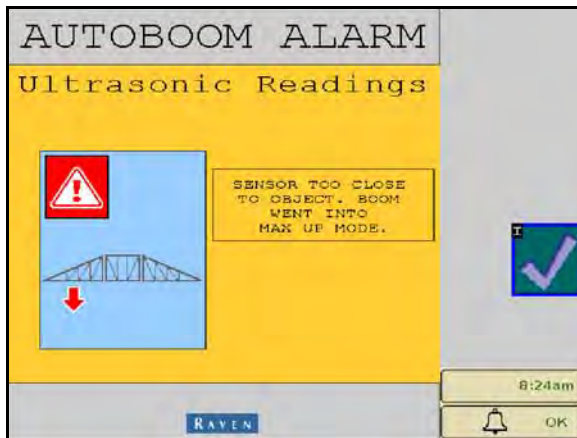 AUTOBOOM ALARM
Ultrasonic Readings
SENSOR TOO CLOSE
TO OBJECT. BOOM
WENT INTO
MAX UP MODE.
I
8:24am
RAVEN
OK